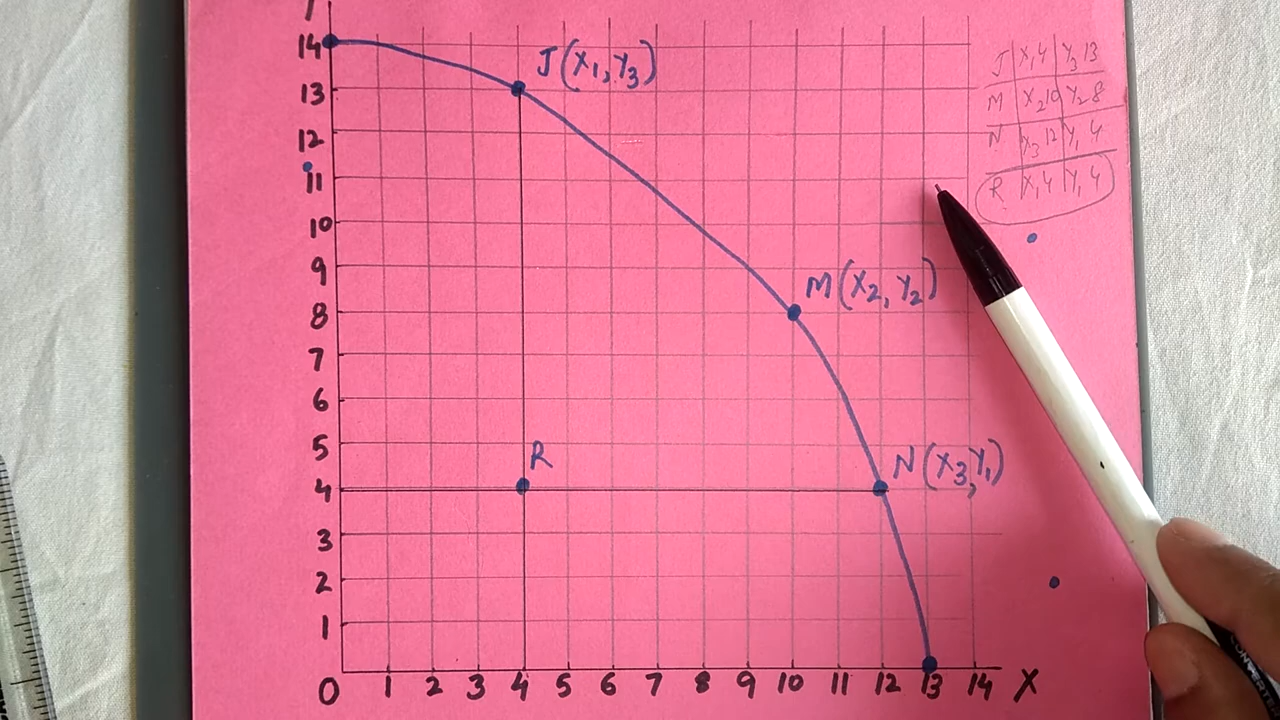 Y
14
J(X1, Y3)
13
12
11
10
9
M(X2, Y2)
8
7
6
5
R
4
N(X3, Y1)
3
2
1
0 1 2 3 4 5 6 7 8 9 10 11 12 13 14 X
J X1 4 Y3 13
M X2 10 Y2 8
N X3 12 Y1 4
R X1 4 Y1 4